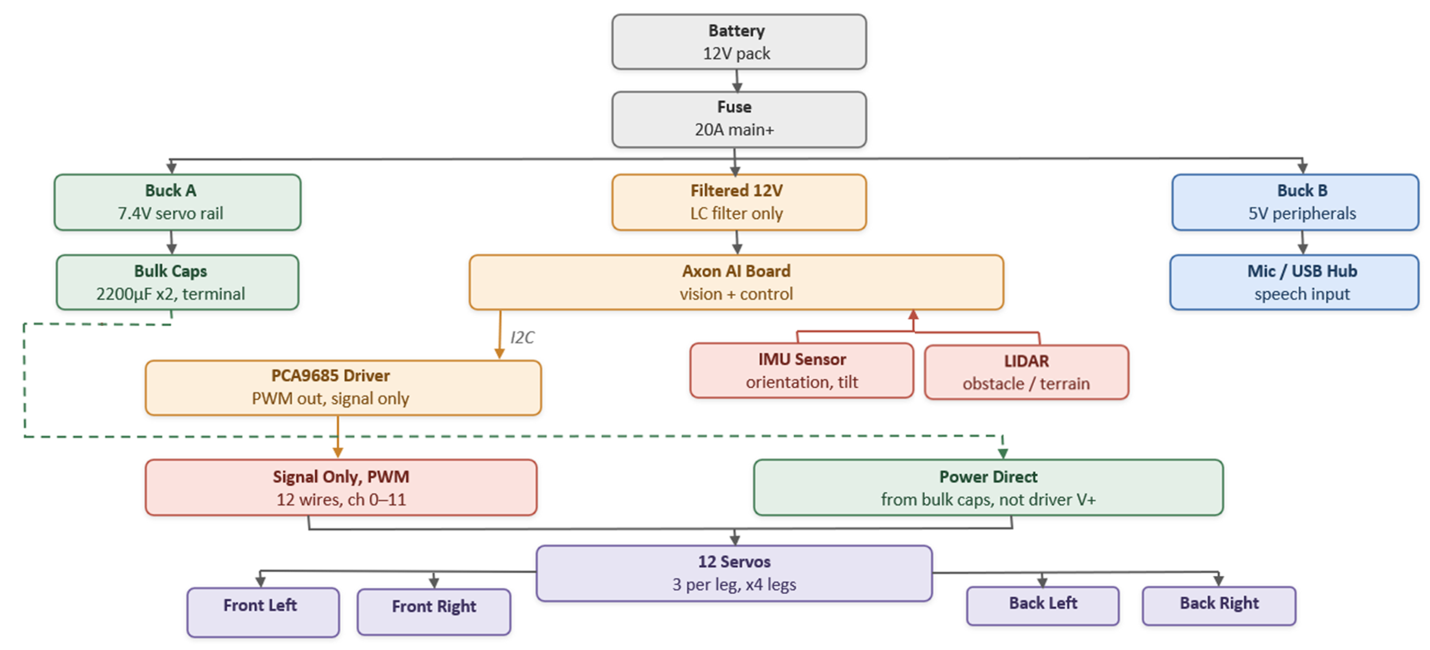 Battery
12V pack
Fuse
20A main+
Buck A
7.4V servo rail
Filtered 12V
LC filter only
Buck B
5V peripherals
Bulk Caps
2200µF x2, terminal
Axon AI Board
vision + control
Mic / USB Hub
speech input
I2C
IMU Sensor
orientation, tilt
LIDAR
obstacle / terrain
PCA9685 Driver
PWM out, signal only
Signal Only, PWM
12 wires, ch 0–11
Power Direct
from bulk caps, not driver V+
12 Servos
3 per leg, x4 legs
Front Left
Front Right
Back Left
Back Right